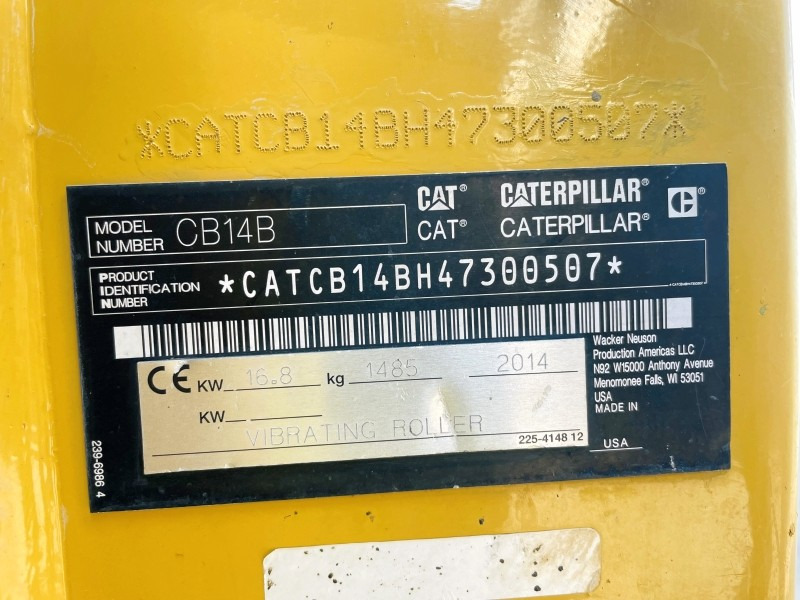 *CATCB14BH47300507*
CAT® CATERPILLAR® C®
MODEL NUMBER CB14B CAT® CATERPILLAR®
PRODUCT IDENTIFICATION NUMBER *CATCB14BH47300507*
Wacker Neuson
Production Americas LLC
N92 W15000 Anthony Avenue
Menomonee Falls, WI 53051
USA
MADE IN
USA
CE KW 16.8 kg 1485 2014
KW
VIBRATING ROLLER 225-4148 12
239-6986 4